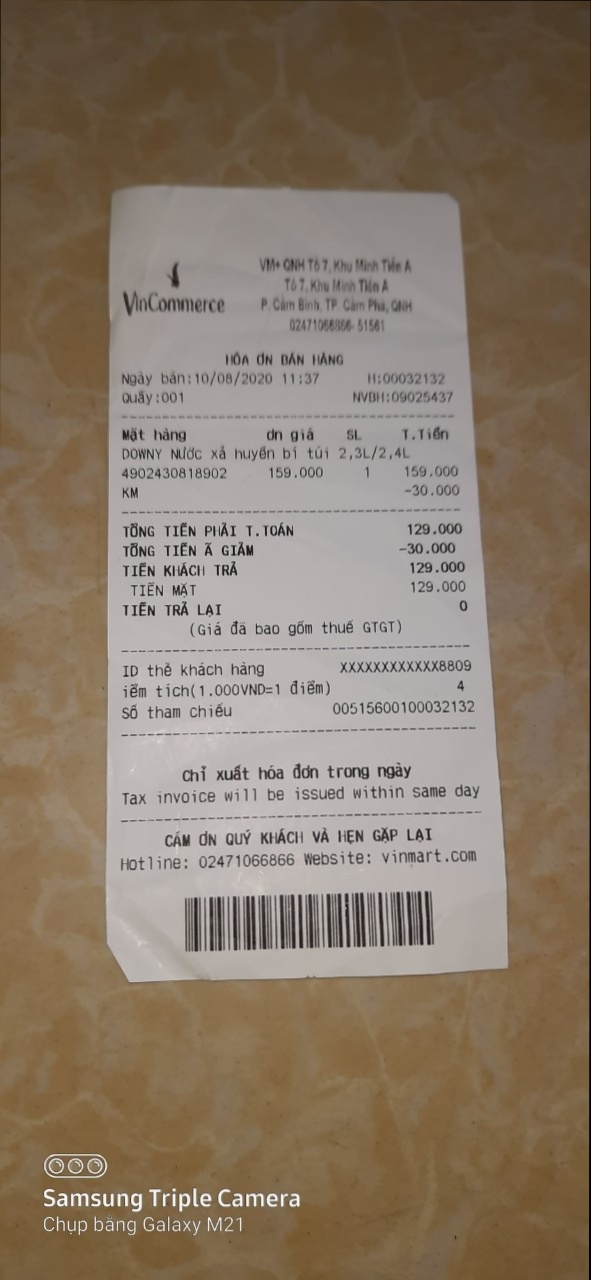 VinCommerce
VM+ QNH Tổ 7, Khu Minh Tiến A
Tổ 7, Khu Minh Tiến A
P. Cẩm Bình, TP. Cẩm Phả, QNH
02471066866- 51561
HÓA ƠN BÁN HÀNG
Ngày bán:10/08/2020 11:37 H:00032132
Quầy:001 NVBH:09025437
Mặt hàng ơn giá SL T.Tiền
DOWNY Nước xả huyền bí túi 2,3L/2,4L
4902430818902 159.000 1 159.000
KM -30.000
TỔNG TIỀN PHẢI T.TOÁN 129.000
TỔNG TIỀN Ã GIẢM -30.000
TIỀN KHÁCH TRẢ 129.000
TIỀN MẶT 129.000
TIỀN TRẢ LẠI 0
(Giá đã bao gồm thuế GTGT)
ID thẻ khách hàng XXXXXXXXXXXX8809
iểm tích(1.000VND=1 điểm) 4
Số tham chiếu 00515600100032132
Chỉ xuất hóa đơn trong ngày
Tax invoice will be issued within same day
CẢM ƠN QUÝ KHÁCH VÀ HẸN GẶP LẠI
Hotline: 02471066866 Website: vinmart.com
Samsung Triple Camera
Chụp bằng Galaxy M21